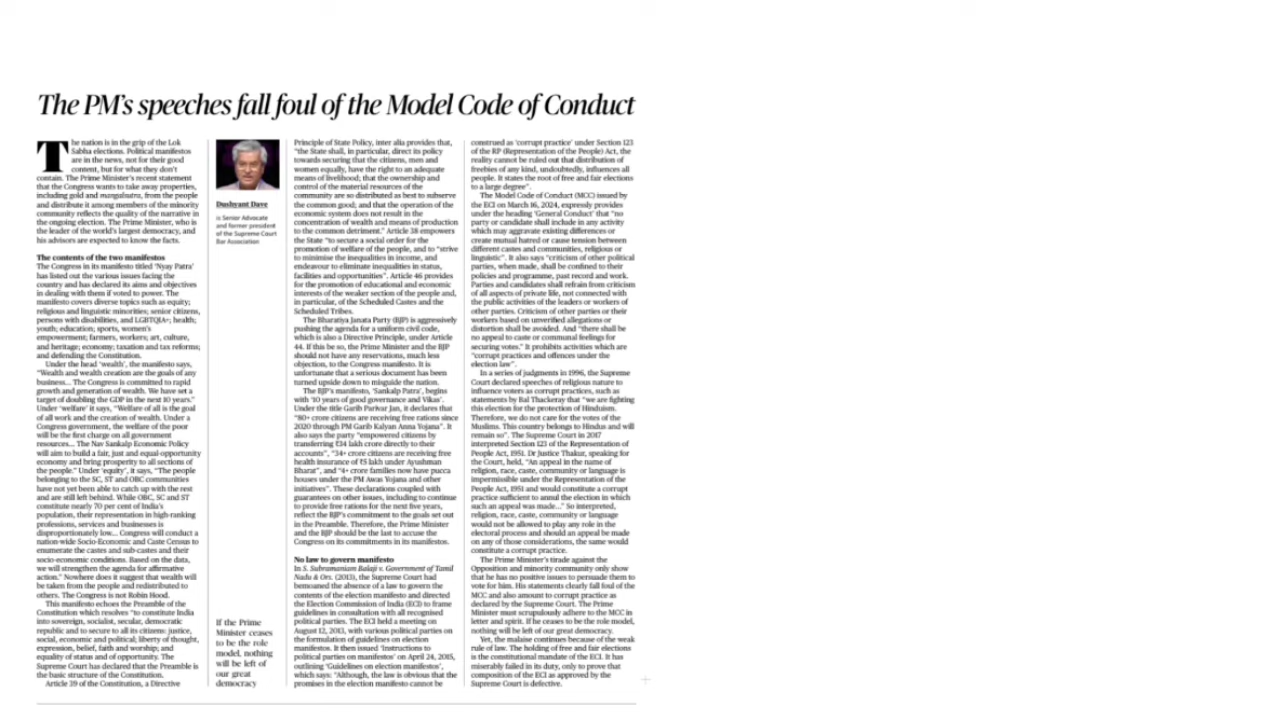 The PM's speeches fall foul of the Model Code of Conduct
The nation is in the grip of the Lok
Sabha elections. Political manifestos
are in the news, not for their good
content, but for what they don't
contain. The Prime Minister's recent statement
that the Congress wants to take away properties,
including gold and mangalsutra, from the people
and distribute it among members of the minority
community reflects the quality of the narrative in
the ongoing election. The Prime Minister, who is
the leader of the world's largest democracy, and
his advisors are expected to know the facts.
The contents of the two manifestos
The Congress in its manifesto titled 'Nyay Patra'
has listed out the various issues facing the
country and has declared its aims and objectives
in dealing with them if voted to power. The
manifesto covers diverse topics such as equity;
religious and linguistic minorities; senior citizens,
persons with disabilities, and LGBTQIA+; health;
youth; education; sports, women's
empowerment; farmers, workers; art, culture,
and heritage; economy; taxation and tax reforms;
and defending the Constitution.
Under the head 'wealth', the manifesto says,
"Wealth and wealth creation are the goals of any
business... The Congress is committed to rapid
growth and generation of wealth. We have set a
target of doubling the GDP in the next 10 years."
Under 'welfare' it says, "Welfare of all is the goal
of all work and the creation of wealth. Under a
Congress government, the welfare of the poor
will be the first charge on all government
resources... The Nav Sankalp Economic Policy
will aim to build a fair, just and equal-opportunity
economy and bring prosperity to all sections of
the people." Under 'equity', it says, "The people
belonging to the SC, ST and OBC communities
have not yet been able to catch up with the rest
and are still left behind. While OBC, SC and ST
constitute nearly 70 per cent of India's
population, their representation in high-ranking
professions, services and businesses is
disproportionately low... Congress will conduct a
nation-wide Socio-Economic and Caste Census to
enumerate the castes and sub-castes and their
socio-economic conditions. Based on the data,
we will strengthen the agenda for affirmative
action." Nowhere does it suggest that wealth will
be taken from the people and redistributed to
others. The Congress is not Robin Hood.
This manifesto echoes the Preamble of the
Constitution which resolves "to constitute India
into sovereign, socialist, secular, democratic
republic and to secure to all its citizens: justice,
social, economic and political; liberty of thought,
expression, belief, faith and worship; and
equality of status and of opportunity. The
Supreme Court has declared that the Preamble is
the basic structure of the Constitution.
Article 39 of the Constitution, a Directive
Dushyant Dave
is Senior Advocate
and former president
of the Supreme Court
Bar Association
If the Prime
Minister ceases
to be the role
model, nothing
will be left of
our great
democracy
Principle of State Policy, inter alia provides that,
"the State shall, in particular, direct its policy
towards securing that the citizens, men and
women equally, have the right to an adequate
means of livelihood; that the ownership and
control of the material resources of the
community are so distributed as best to subserve
the common good; and that the operation of the
economic system does not result in the
concentration of wealth and means of production
to the common detriment." Article 38 empowers
the State "to secure a social order for the
promotion of welfare of the people, and to "strive
to minimise the inequalities in income, and
endeavour to eliminate inequalities in status,
facilities and opportunities". Article 46 provides
for the promotion of educational and economic
interests of the weaker section of the people and,
in particular, of the Scheduled Castes and the
Scheduled Tribes.
The Bharatiya Janata Party (BJP) is aggressively
pushing the agenda for a uniform civil code,
which is also a Directive Principle, under Article
44. If this be so, the Prime Minister and the BJP
should not have any reservations, much less
objection, to the Congress manifesto. It is
unfortunate that a serious document has been
turned upside down to misguide the nation.
The BJP's manifesto, 'Sankalp Patra', begins
with '10 years of good governance and Vikas'.
Under the title Garib Parivar Jan, it declares that
"80+ crore citizens are receiving free rations since
2020 through PM Garib Kalyan Anna Yojana". It
also says the party "empowered citizens by
transferring ₹34 lakh crore directly to their
accounts", "34+ crore citizens are receiving free
health insurance of ₹5 lakh under Ayushman
Bharat", and "4+ crore families now have pucca
houses under the PM Awas Yojana and other
initiatives". These declarations coupled with
guarantees on other issues, including to continue
to provide free rations for the next five years,
reflect the BJP's commitment to the goals set out
in the Preamble. Therefore, the Prime Minister
and the BJP should be the last to accuse the
Congress on its commitments in its manifestos.
No law to govern manifesto
In S. Subramaniam Balaji v. Government of Tamil
Nadu & Ors. (2013), the Supreme Court had
bemoaned the absence of a law to govern the
contents of the election manifesto and directed
the Election Commission of India (ECI) to frame
guidelines in consultation with all recognised
political parties. The ECI held a meeting on
August 12, 2013, with various political parties on
the formulation of guidelines on election
manifestos. It then issued 'Instructions to
political parties on manifestos' on April 24, 2015,
outlining 'Guidelines on election manifestos',
which says: "Although, the law is obvious that the
promises in the election manifesto cannot be
construed as 'corrupt practice' under Section 123
of the RP (Representation of the People) Act, the
reality cannot be ruled out that distribution of
freebies of any kind, undoubtedly, influences all
people. It states the root of free and fair elections
to a large degree".
The Model Code of Conduct (MCC) issued by
the ECI on March 16, 2024, expressly provides
under the heading 'General Conduct' that "no
party or candidate shall include in any activity
which may aggravate existing differences or
create mutual hatred or cause tension between
different castes and communities, religious or
linguistic". It also says "criticism of other political
parties, when made, shall be confined to their
policies and programme, past record and work.
Parties and candidates shall refrain from criticism
of all aspects of private life, not connected with
the public activities of the leaders or workers of
other parties. Criticism of other parties or their
workers based on unverified allegations or
distortion shall be avoided. And "there shall be
no appeal to caste or communal feelings for
securing votes." It prohibits activities which are
"corrupt practices and offences under the
election law".
In a series of judgments in 1996, the Supreme
Court declared speeches of religious nature to
influence voters as corrupt practices, such as
statements by Bal Thackeray that "we are fighting
this election for the protection of Hinduism.
Therefore, we do not care for the votes of the
Muslims. This country belongs to Hindus and will
remain so". The Supreme Court in 2017
interpreted Section 123 of the Representation of
People Act, 1951. Dr Justice Thakur, speaking for
the Court, held, "An appeal in the name of
religion, race, caste, community or language is
impermissible under the Representation of the
People Act, 1951 and would constitute a corrupt
practice sufficient to annul the election in which
such an appeal was made..." So interpreted,
religion, race, caste, community or language
would not be allowed to play any role in the
electoral process and should an appeal be made
on any of those considerations, the same would
constitute a corrupt practice.
The Prime Minister's tirade against the
Opposition and minority community only show
that he has no positive issues to persuade them to
vote for him. His statements clearly fall foul of the
MCC and also amount to corrupt practice as
declared by the Supreme Court. The Prime
Minister must scrupulously adhere to the MCC in
letter and spirit. If he ceases to be the role model,
nothing will be left of our great democracy.
Yet, the malaise continues because of the weak
rule of law. The holding of free and fair elections
is the constitutional mandate of the ECI. It has
miserably failed in its duty, only to prove that
composition of the ECI as approved by the
Supreme Court is defective.